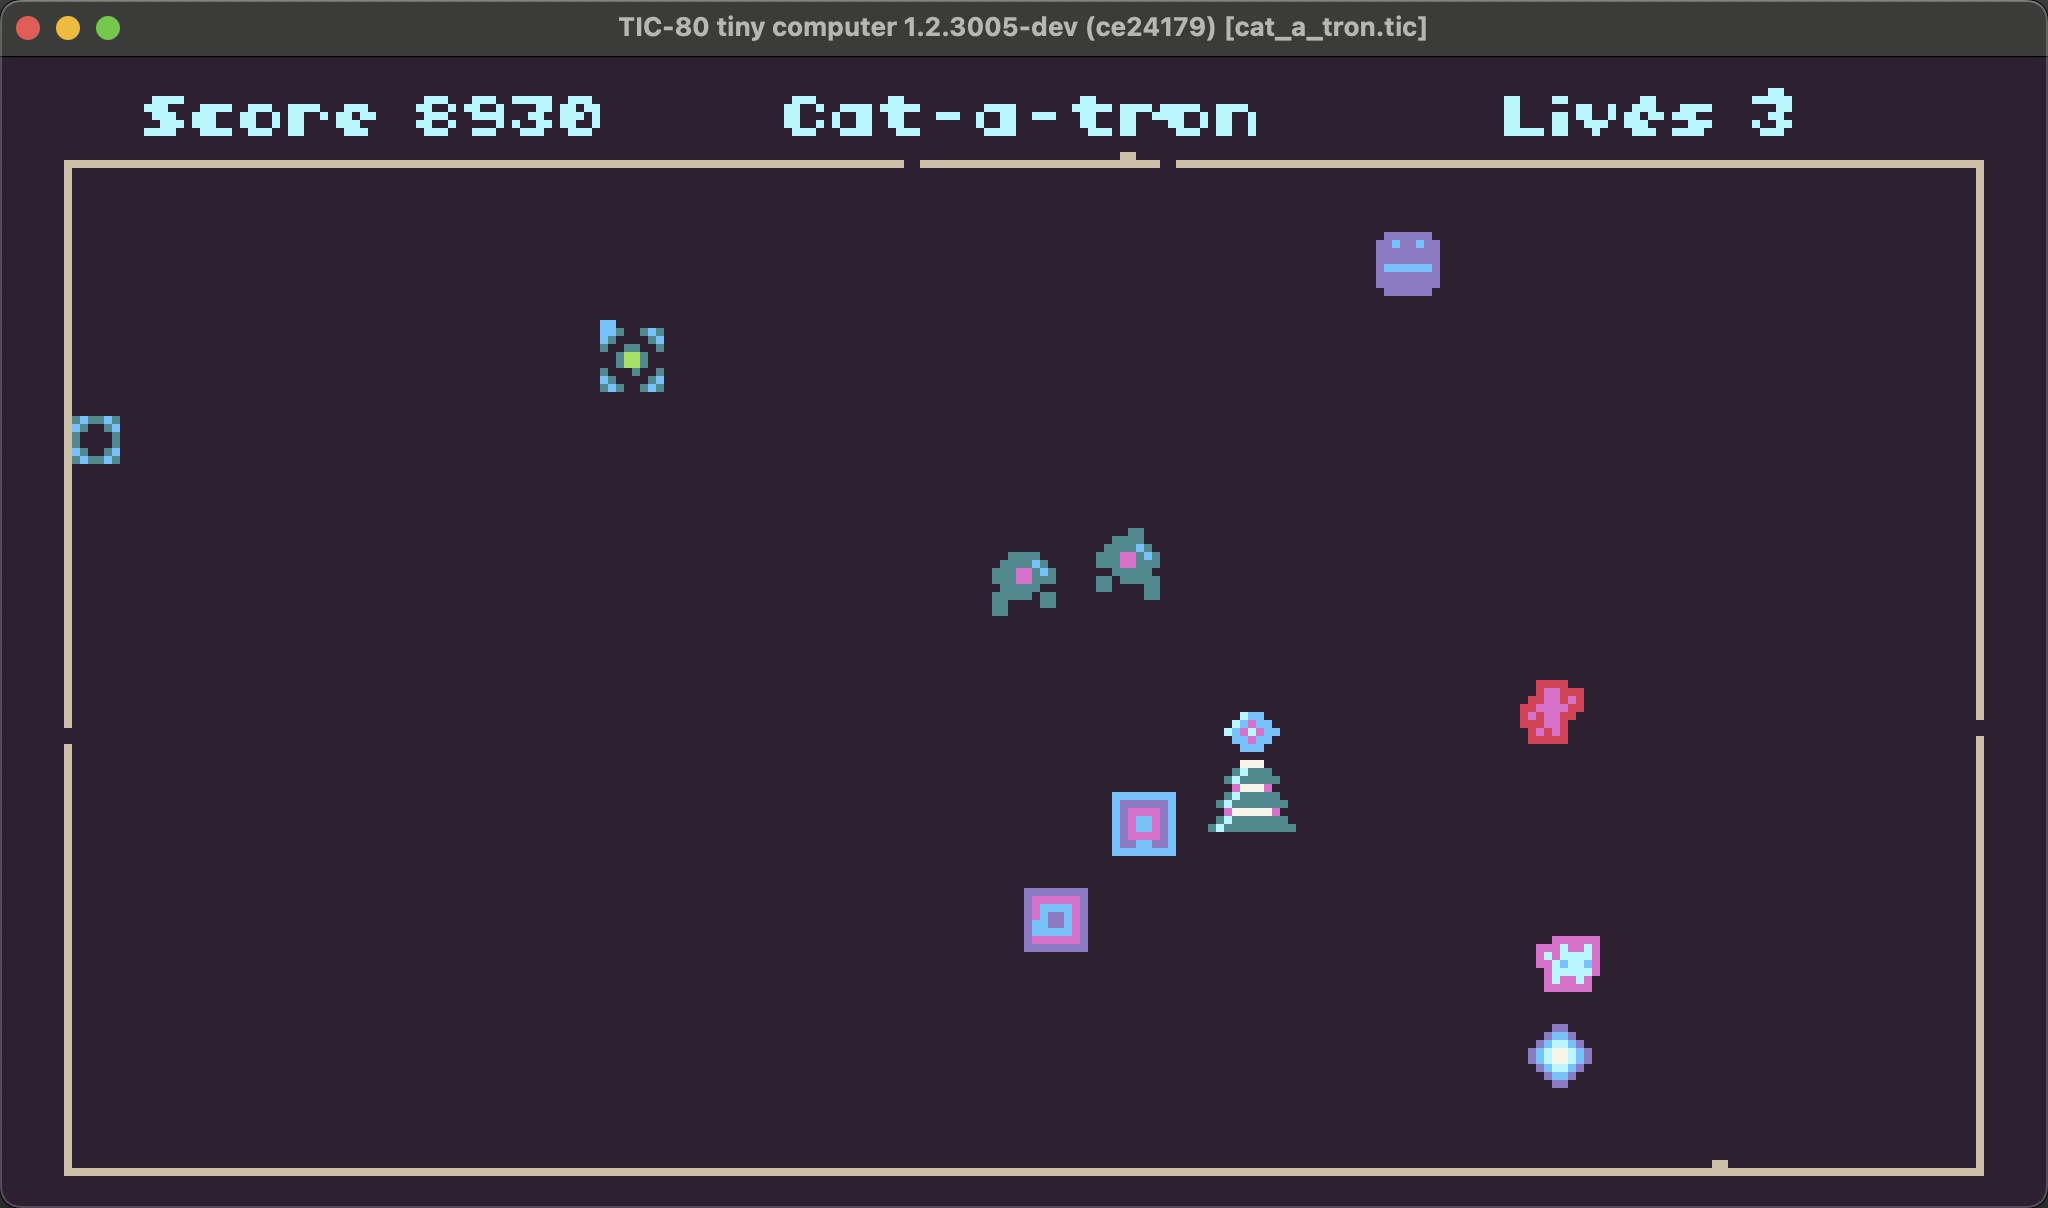 TIC-80 tiny computer 1.2.3005-dev (ce24179) [cat_a_tron.tic]
Score 8930 Cat-a-tron Lives 3